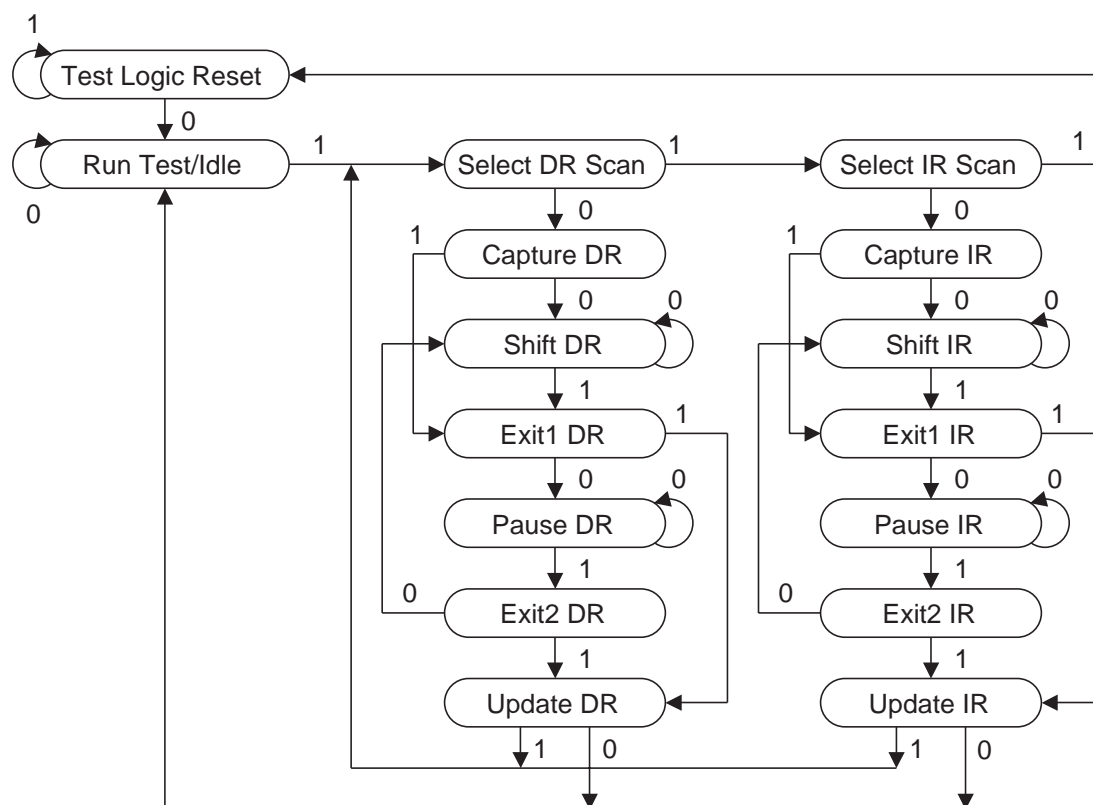 1
Test Logic Reset
0
Run Test/Idle
1
Select DR Scan
1
Select IR Scan
1
0
0
0
1
Capture DR
1
Capture IR
0
0
0
0
Shift DR
Shift IR
1
1
Exit1 DR
1
Exit1 IR
1
0
0
0
0
Pause DR
Pause IR
1
1
0
Exit2 DR
0
Exit2 IR
1
1
Update DR
Update IR
1
0
1
0